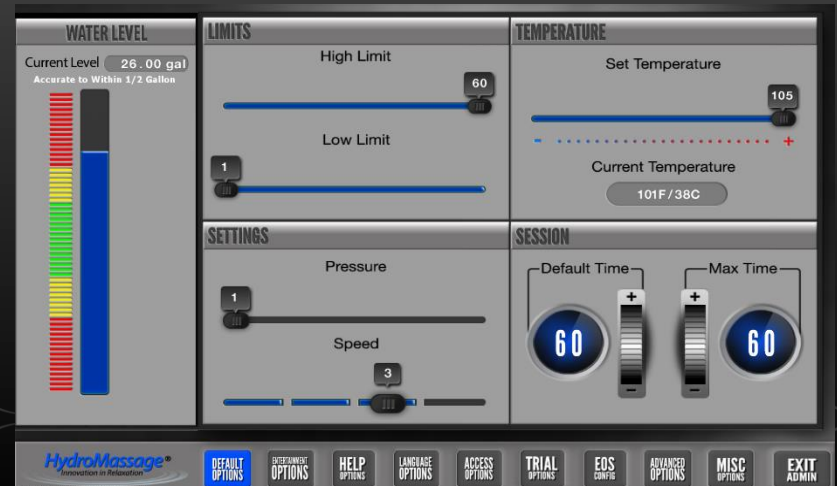 WATER LEVEL
Current Level 26.00 gal
Accurate to Within 1/2 Gallon
LIMITS
High Limit
60
Low Limit
1
TEMPERATURE
Set Temperature
105
- +
Current Temperature
101F/38C
SETTINGS
Pressure
1
Speed
3
SESSION
Default Time
+
60
-
Max Time
+
60
-
HydroMassage®
Innovation in Relaxation
DEFAULT
OPTIONS
ENTERTAINMENT
OPTIONS
HELP
OPTIONS
LANGUAGE
OPTIONS
ACCESS
OPTIONS
TRIAL
OPTIONS
EOS
CONFIG
ADVANCED
OPTIONS
MISC
OPTIONS
EXIT
ADMIN